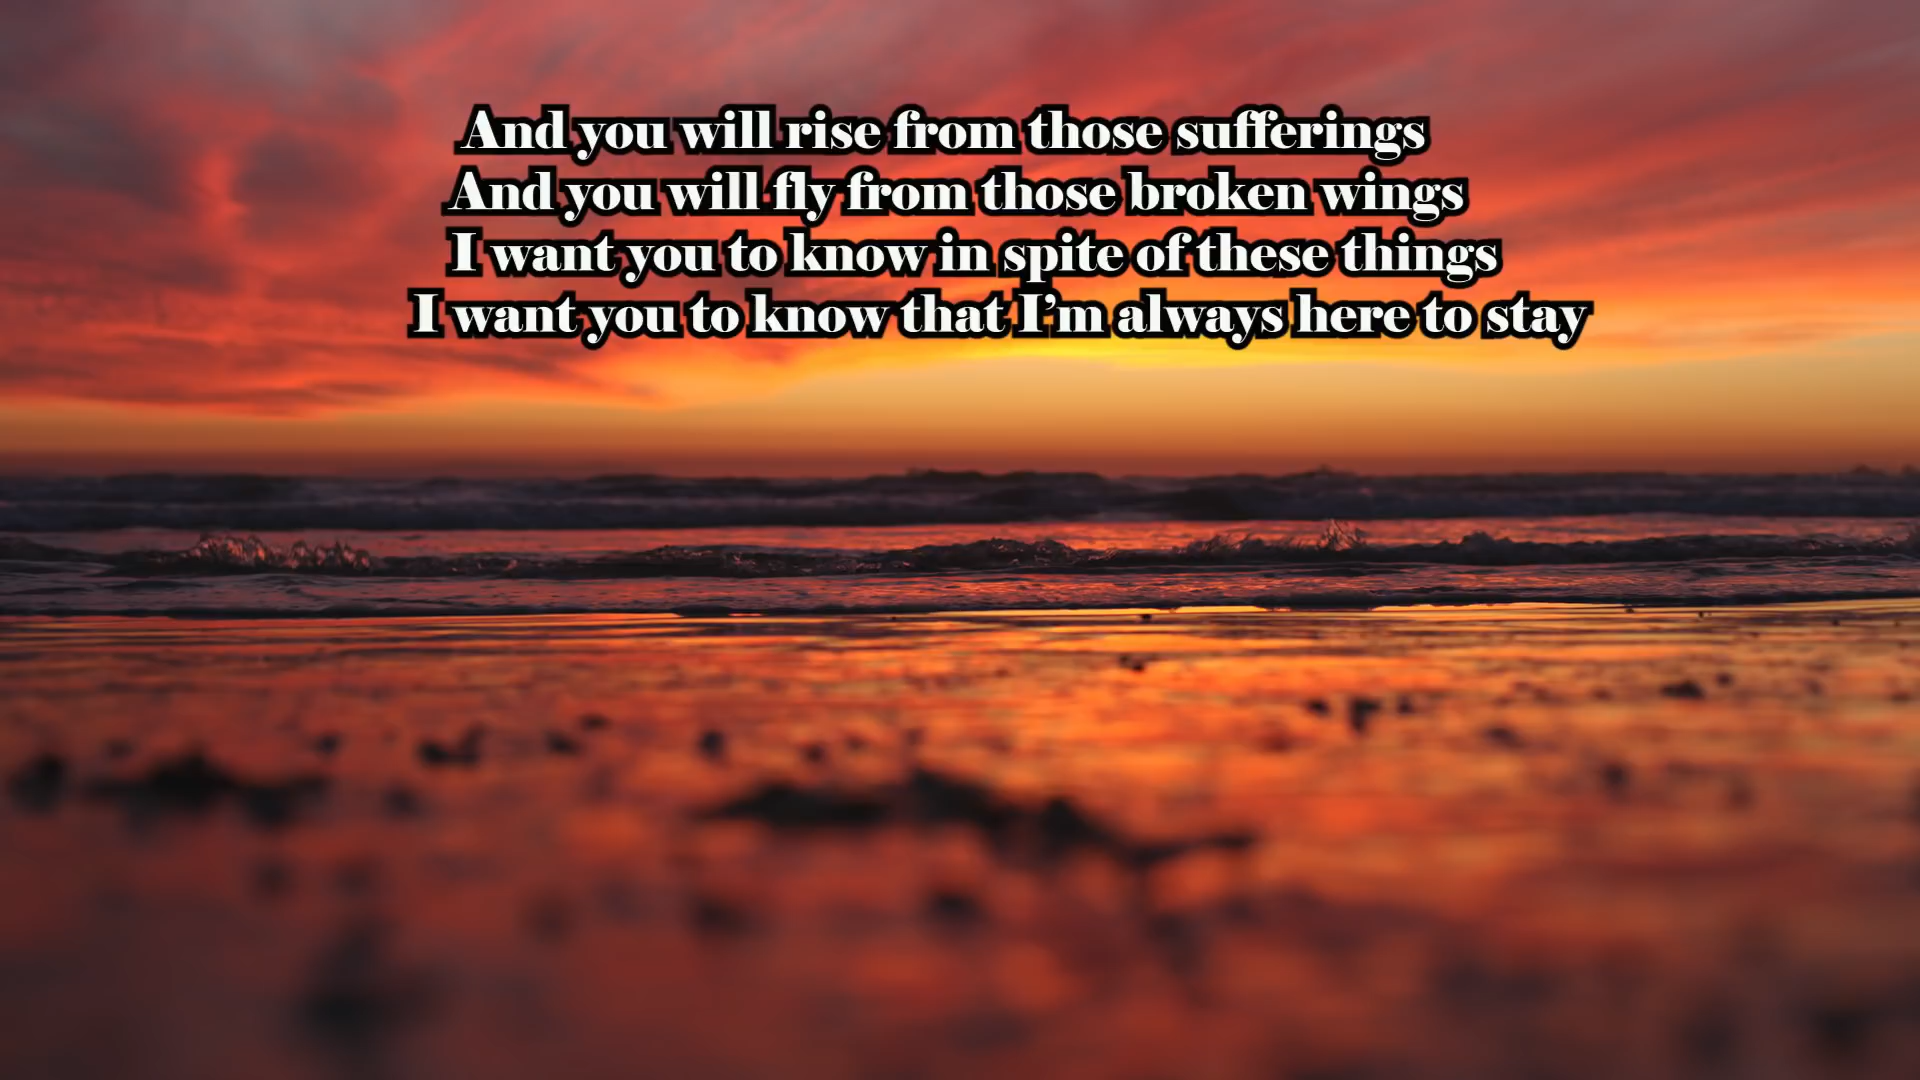 And you will rise from those sufferings
And you will fly from those broken wings
I want you to know in spite of these things
I want you to know that I’m always here to stay